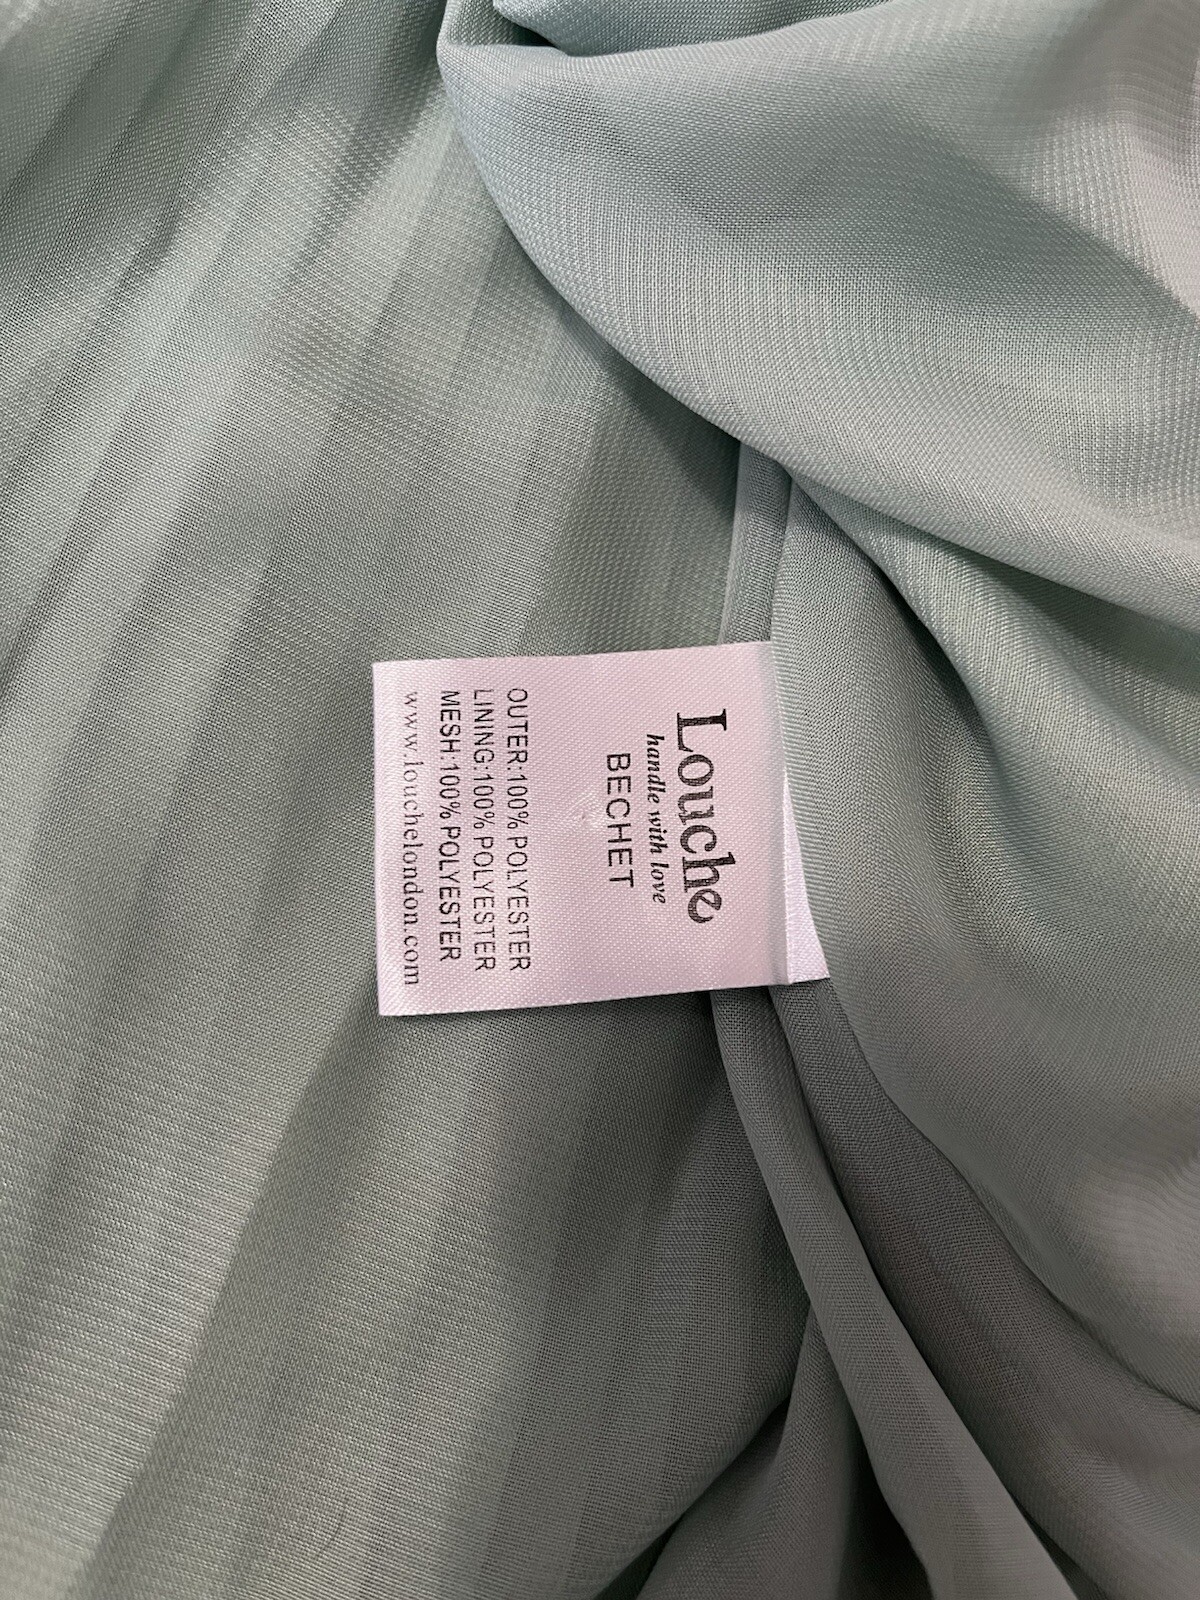 Louche
handle with love
BECHET
OUTER:100% POLYESTER
LINING:100% POLYESTER
MESH:100% POLYESTER
www.louchelondon.com